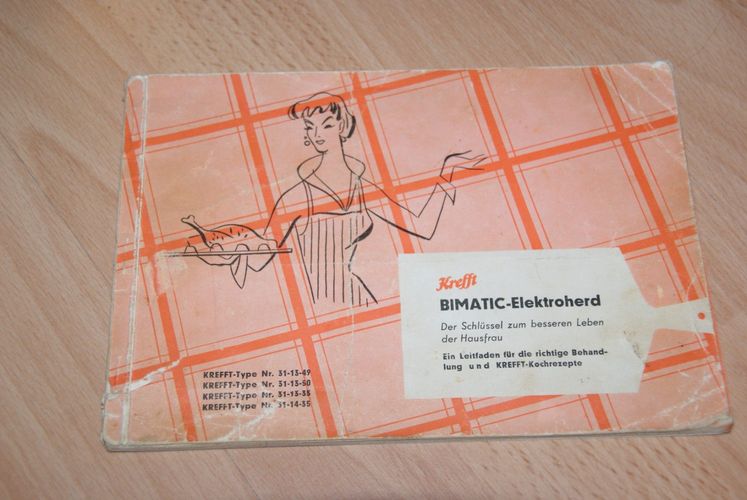 Krefft
BIMATIC-Elektroherd
Der Schlüssel zum besseren Leben
der Hausfrau
Ein Leitfaden für die richtige Behand-
lung und KREFFT-Kochrezepte
KREFFT-Type Nr. 31-13-49
KREFFT-Type Nr. 31-13-50
KREFFT-Type Nr. 31-13-35
KREFFT-Type Nr. 31-14-35